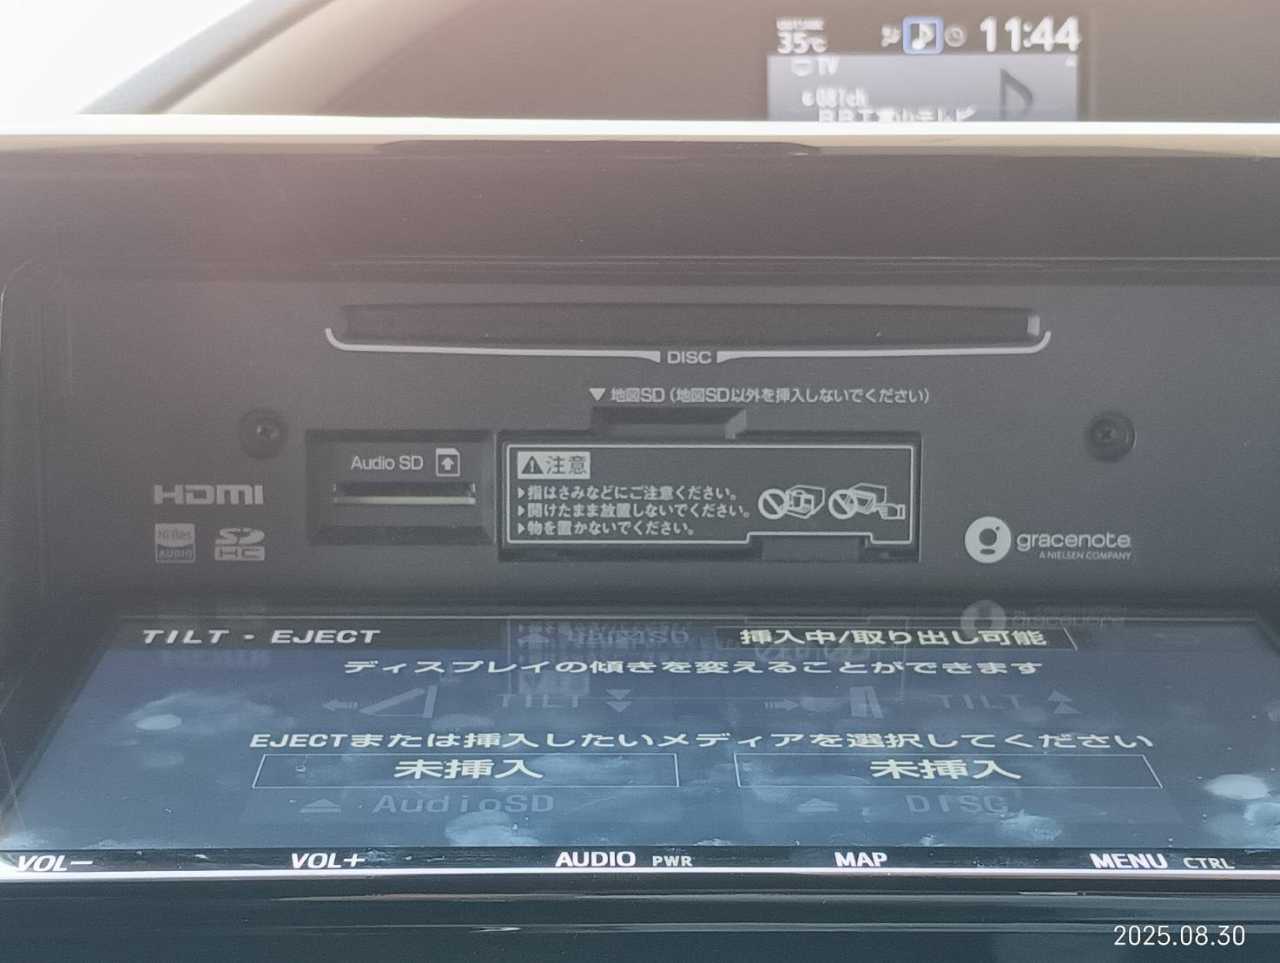 35℃
11:44
TV
087ch
DISC
▼地図SD（地図SD以外を挿入しないでください）
Audio SD
⚠注意
▶指はさみなどにご注意ください。
▶開けたまま放置しないでください。
▶物を置かないでください。
HDMI
Hi-Res
AUDIO
SD
HC
gracenote
A NIELSEN COMPANY
TILT・EJECT
挿入中/取り出し可能
ディスプレイの傾きを変えることができます
TILT
TILT
EJECTまたは挿入したいメディアを選択してください
未挿入
未挿入
AudioSD
DISC
VOL− VOL+ AUDIO PWR MAP MENU CTRL
2025.08.30